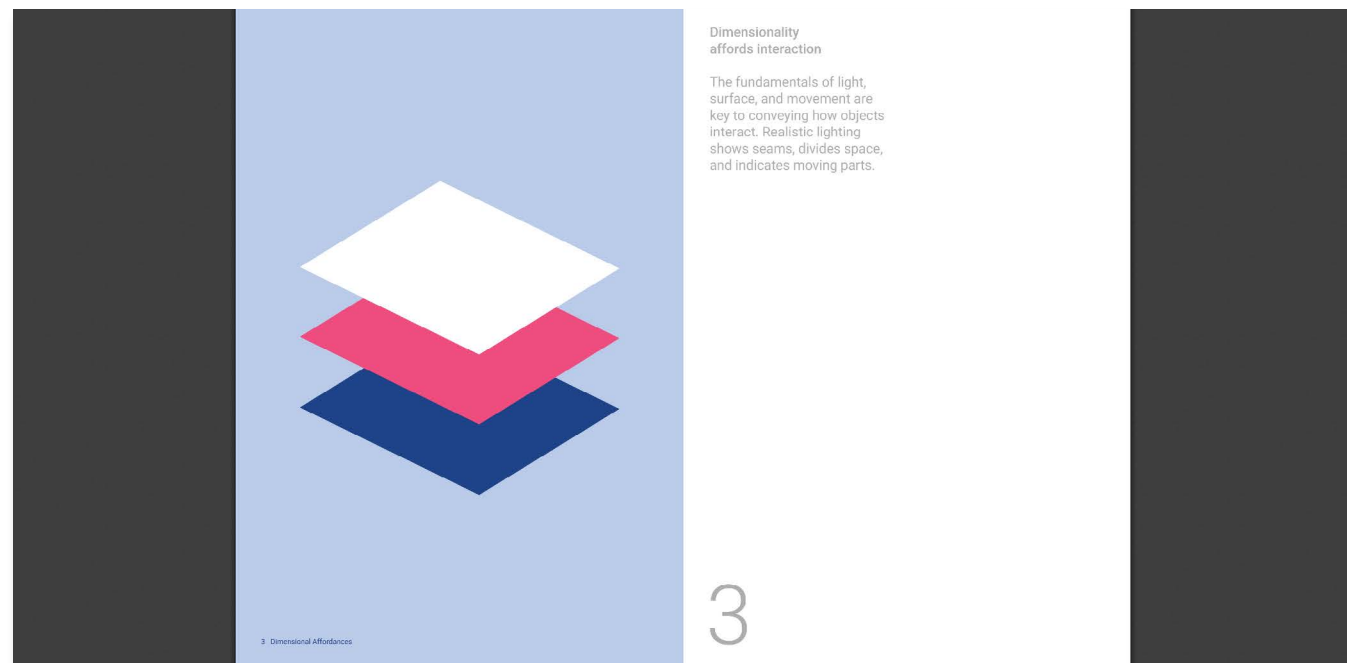 Dimensionality
affords interaction
The fundamentals of light,
surface, and movement are
key to conveying how objects
interact. Realistic lighting
shows seams, divides space,
and indicates moving parts.
3
3 Dimensional Affordances